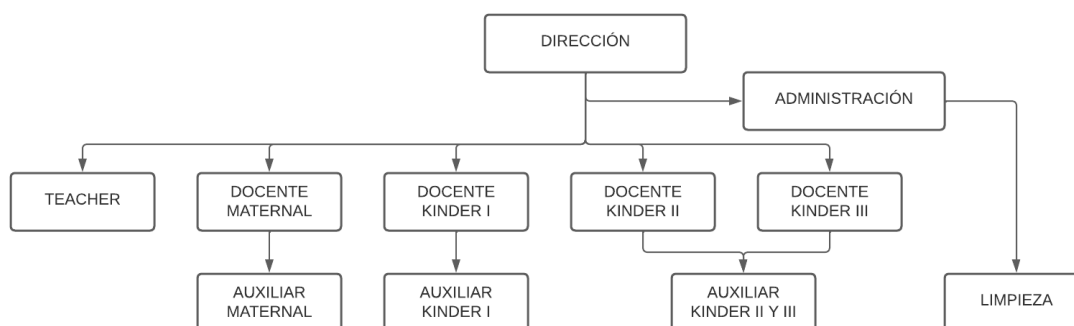 DIRECCIÓN
ADMINISTRACIÓN
TEACHER
DOCENTE
MATERNAL
DOCENTE
KINDER I
DOCENTE
KINDER II
DOCENTE
KINDER III
AUXILIAR
MATERNAL
AUXILIAR
KINDER I
AUXILIAR
KINDER II Y III
LIMPIEZA